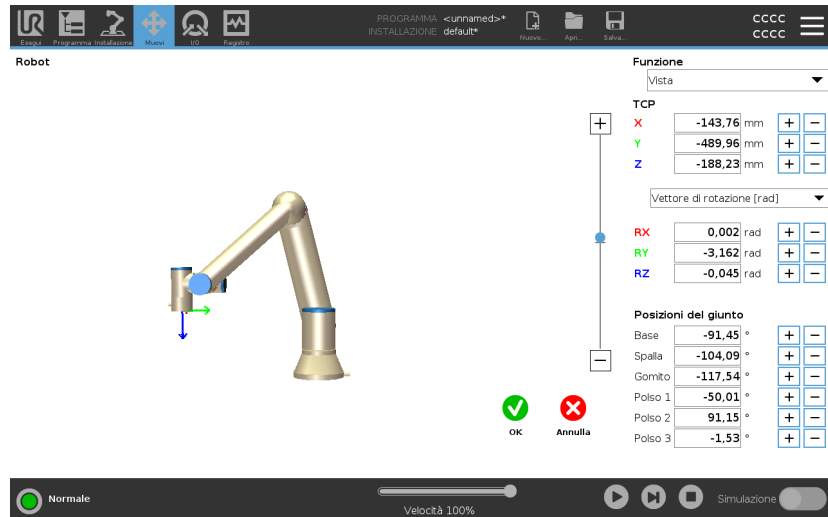 UR
PROGRAMMA <unnamed>*
INSTALLAZIONE default*
cccc
cccc
Esegui Programma Installazione Muovi I/O Registro Nuovo... Apri... Salva...
Robot
Funzione
Vista
TCP
X -143,76 mm + −
Y -489,96 mm + −
Z -188,23 mm + −
Vettore di rotazione [rad]
RX 0,002 rad + −
RY -3,162 rad + −
RZ -0,045 rad + −
Posizioni del giunto
Base -91,45 ° + −
Spalla -104,09 ° + −
Gomito -117,54 ° + −
Polso 1 -50,01 ° + −
Polso 2 91,15 ° + −
Polso 3 -1,53 ° + −
+
−
OK Annulla
Normale
Velocità 100%
Simulazione